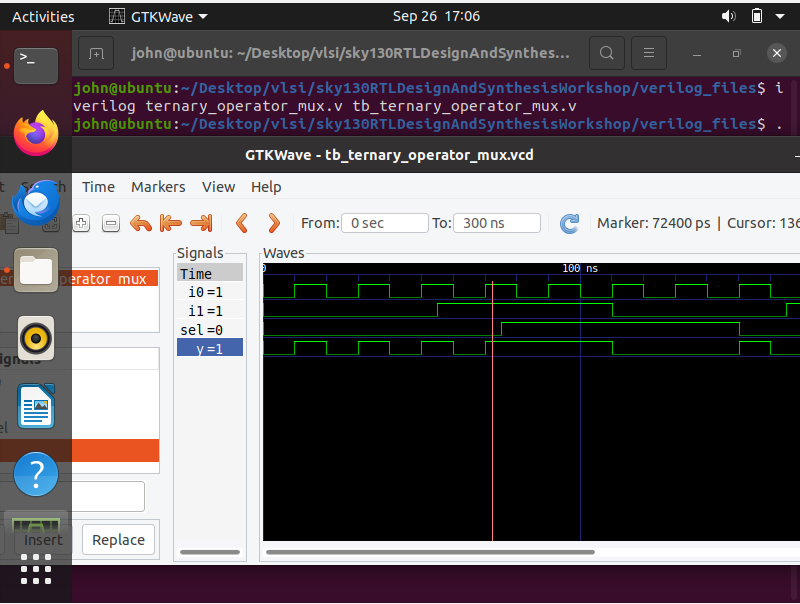 Activities GTKWave Sep 26 17:06
john@ubuntu: ~/Desktop/vlsi/sky130RTLDesignAndSynthes...
john@ubuntu:~/Desktop/vlsi/sky130RTLDesignAndSynthesisWorkshop/verilog_files$ i
verilog ternary_operator_mux.v tb_ternary_operator_mux.v
john@ubuntu:~/Desktop/vlsi/sky130RTLDesignAndSynthesisWorkshop/verilog_files$ .
GTKWave - tb_ternary_operator_mux.vcd
Time Markers View Help
From: 0 sec To: 300 ns Marker: 72400 ps | Cursor: 136
Signals Waves
Time 0 100 ns
erator_mux
i0 =1
i1 =1
sel =0
y =1
Insert Replace